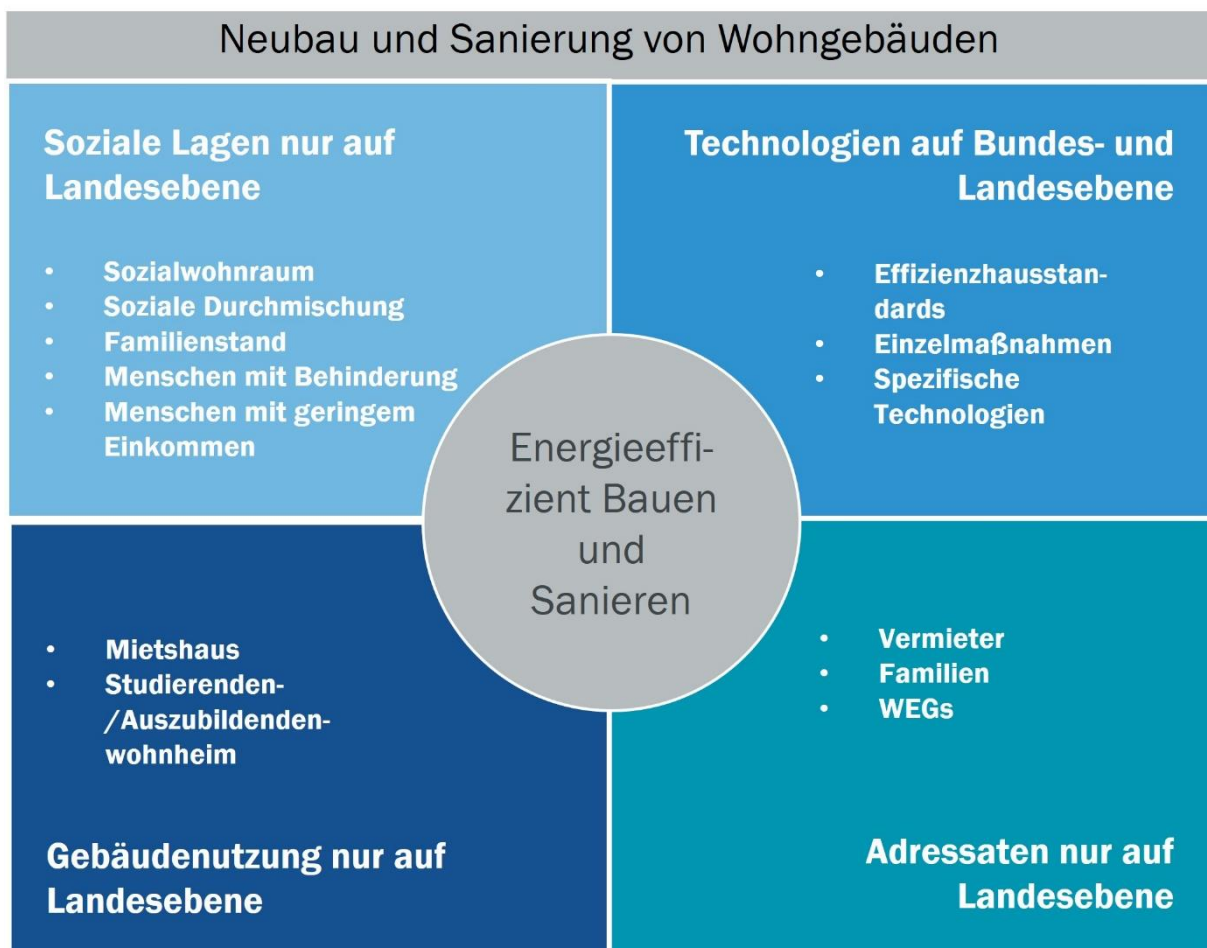 Neubau und Sanierung von Wohngebäuden
Soziale Lagen nur auf
Landesebene
• Sozialwohnraum
• Soziale Durchmischung
• Familienstand
• Menschen mit Behinderung
• Menschen mit geringem
Einkommen
Technologien auf Bundes- und
Landesebene
• Effizienzhausstan-
dards
• Einzelmaßnahmen
• Spezifische
Technologien
Energieeffi-
zient Bauen
und
Sanieren
• Mietshaus
• Studierenden-
/Auszubildenden-
wohnheim
Gebäudenutzung nur auf
Landesebene
• Vermieter
• Familien
• WEGs
Adressaten nur auf
Landesebene